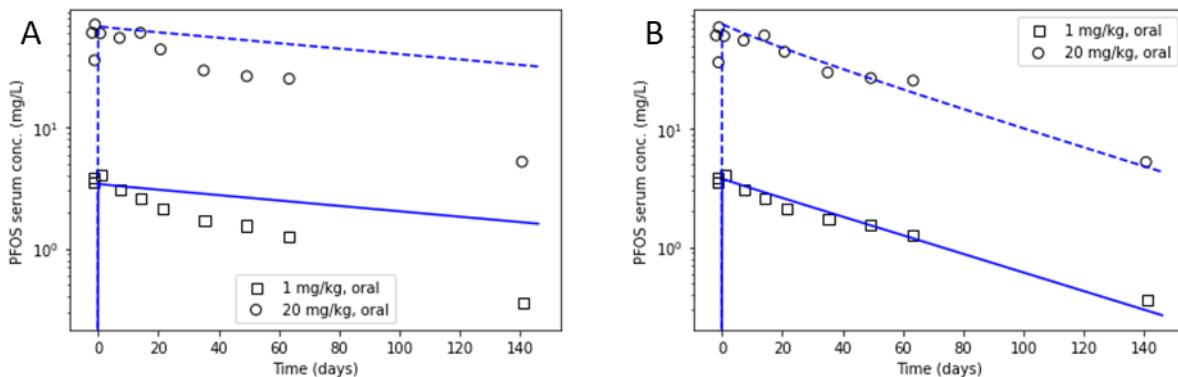 A
PFOS serum conc. (mg/L)
10¹
10⁰
1 mg/kg, oral
20 mg/kg, oral
0 20 40 60 80 100 120 140
Time (days)
B
PFOS serum conc. (mg/L)
10¹
10⁰
1 mg/kg, oral
20 mg/kg, oral
0 20 40 60 80 100 120 140
Time (days)